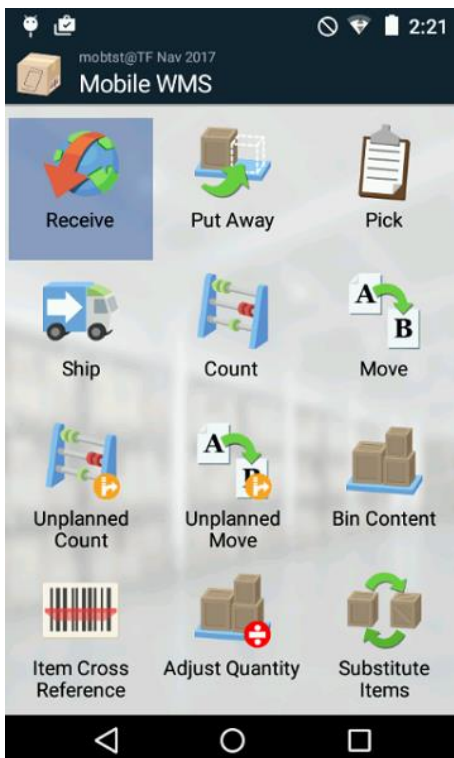 2:21
mobtst@TF Nav 2017
Mobile WMS
Receive
Put Away
Pick
Ship
Count
A
B
Move
Unplanned
Count
A
B
Unplanned
Move
Bin Content
Item Cross
Reference
Adjust Quantity
Substitute
Items